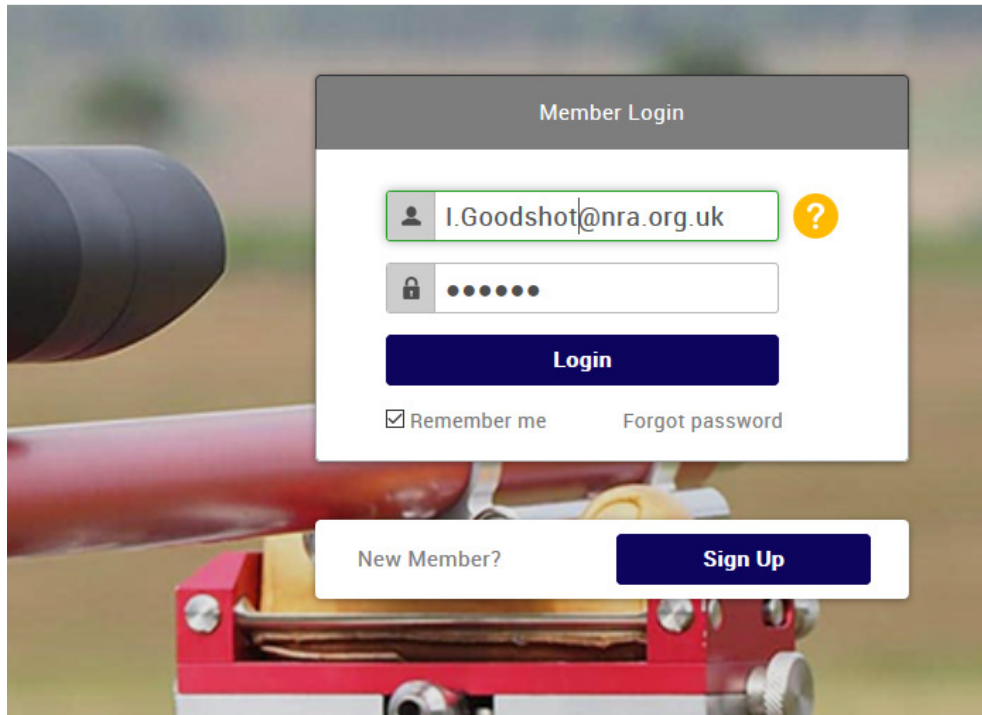 Member Login
I.Goodshot@nra.org.uk
?
••••••
Login
Remember me Forgot password
New Member? Sign Up